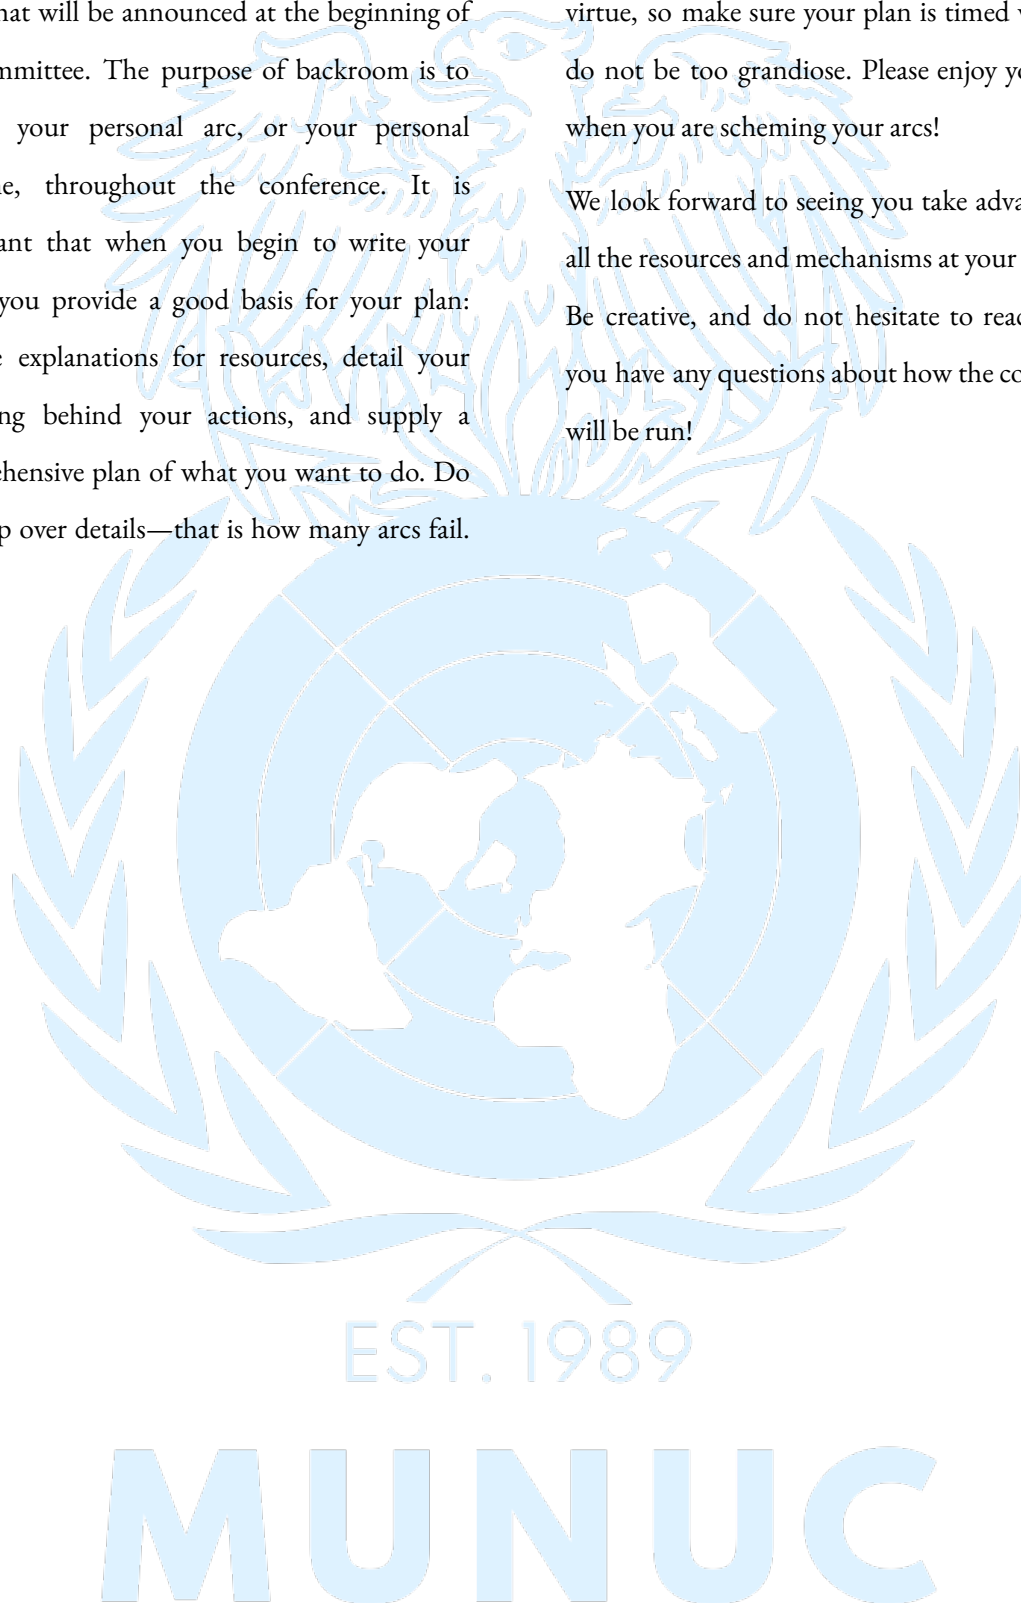 hat will be announced at the beginning of
mmittee. The purpose of backroom is to
your personal arc, or your personal
e, throughout the conference. It is
ant that when you begin to write your
you provide a good basis for your plan:
e explanations for resources, detail your
ng behind your actions, and supply a
ehensive plan of what you want to do. Do
p over details—that is how many arcs fail.
virtue, so make sure your plan is timed
do not be too grandiose. Please enjoy yo
when you are scheming your arcs!
We look forward to seeing you take adva
all the resources and mechanisms at your
Be creative, and do not hesitate to reac
you have any questions about how the co
will be run!
EST. 1989
MUNUC